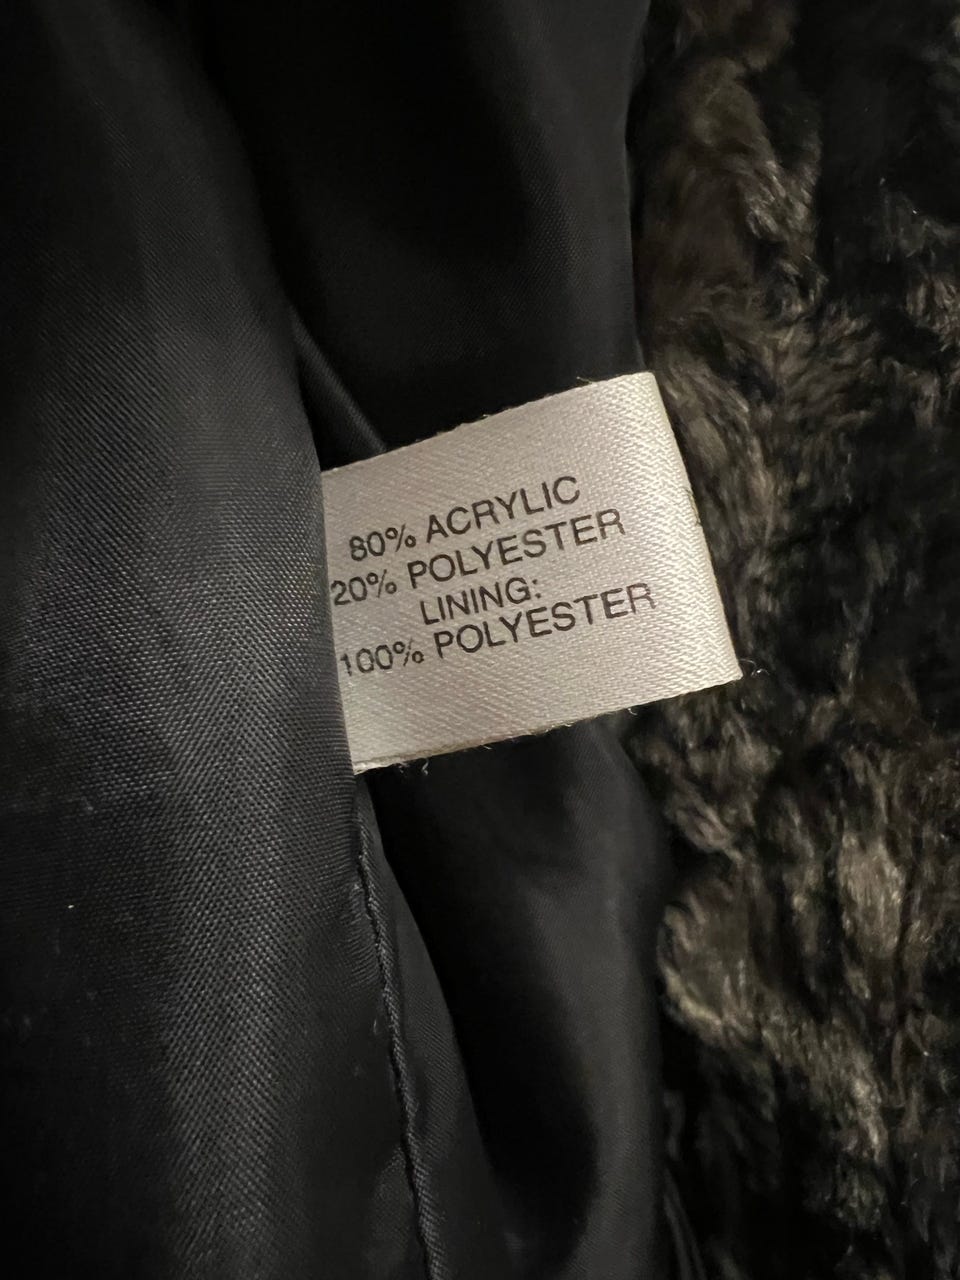 80% ACRYLIC
20% POLYESTER
LINING:
100% POLYESTER